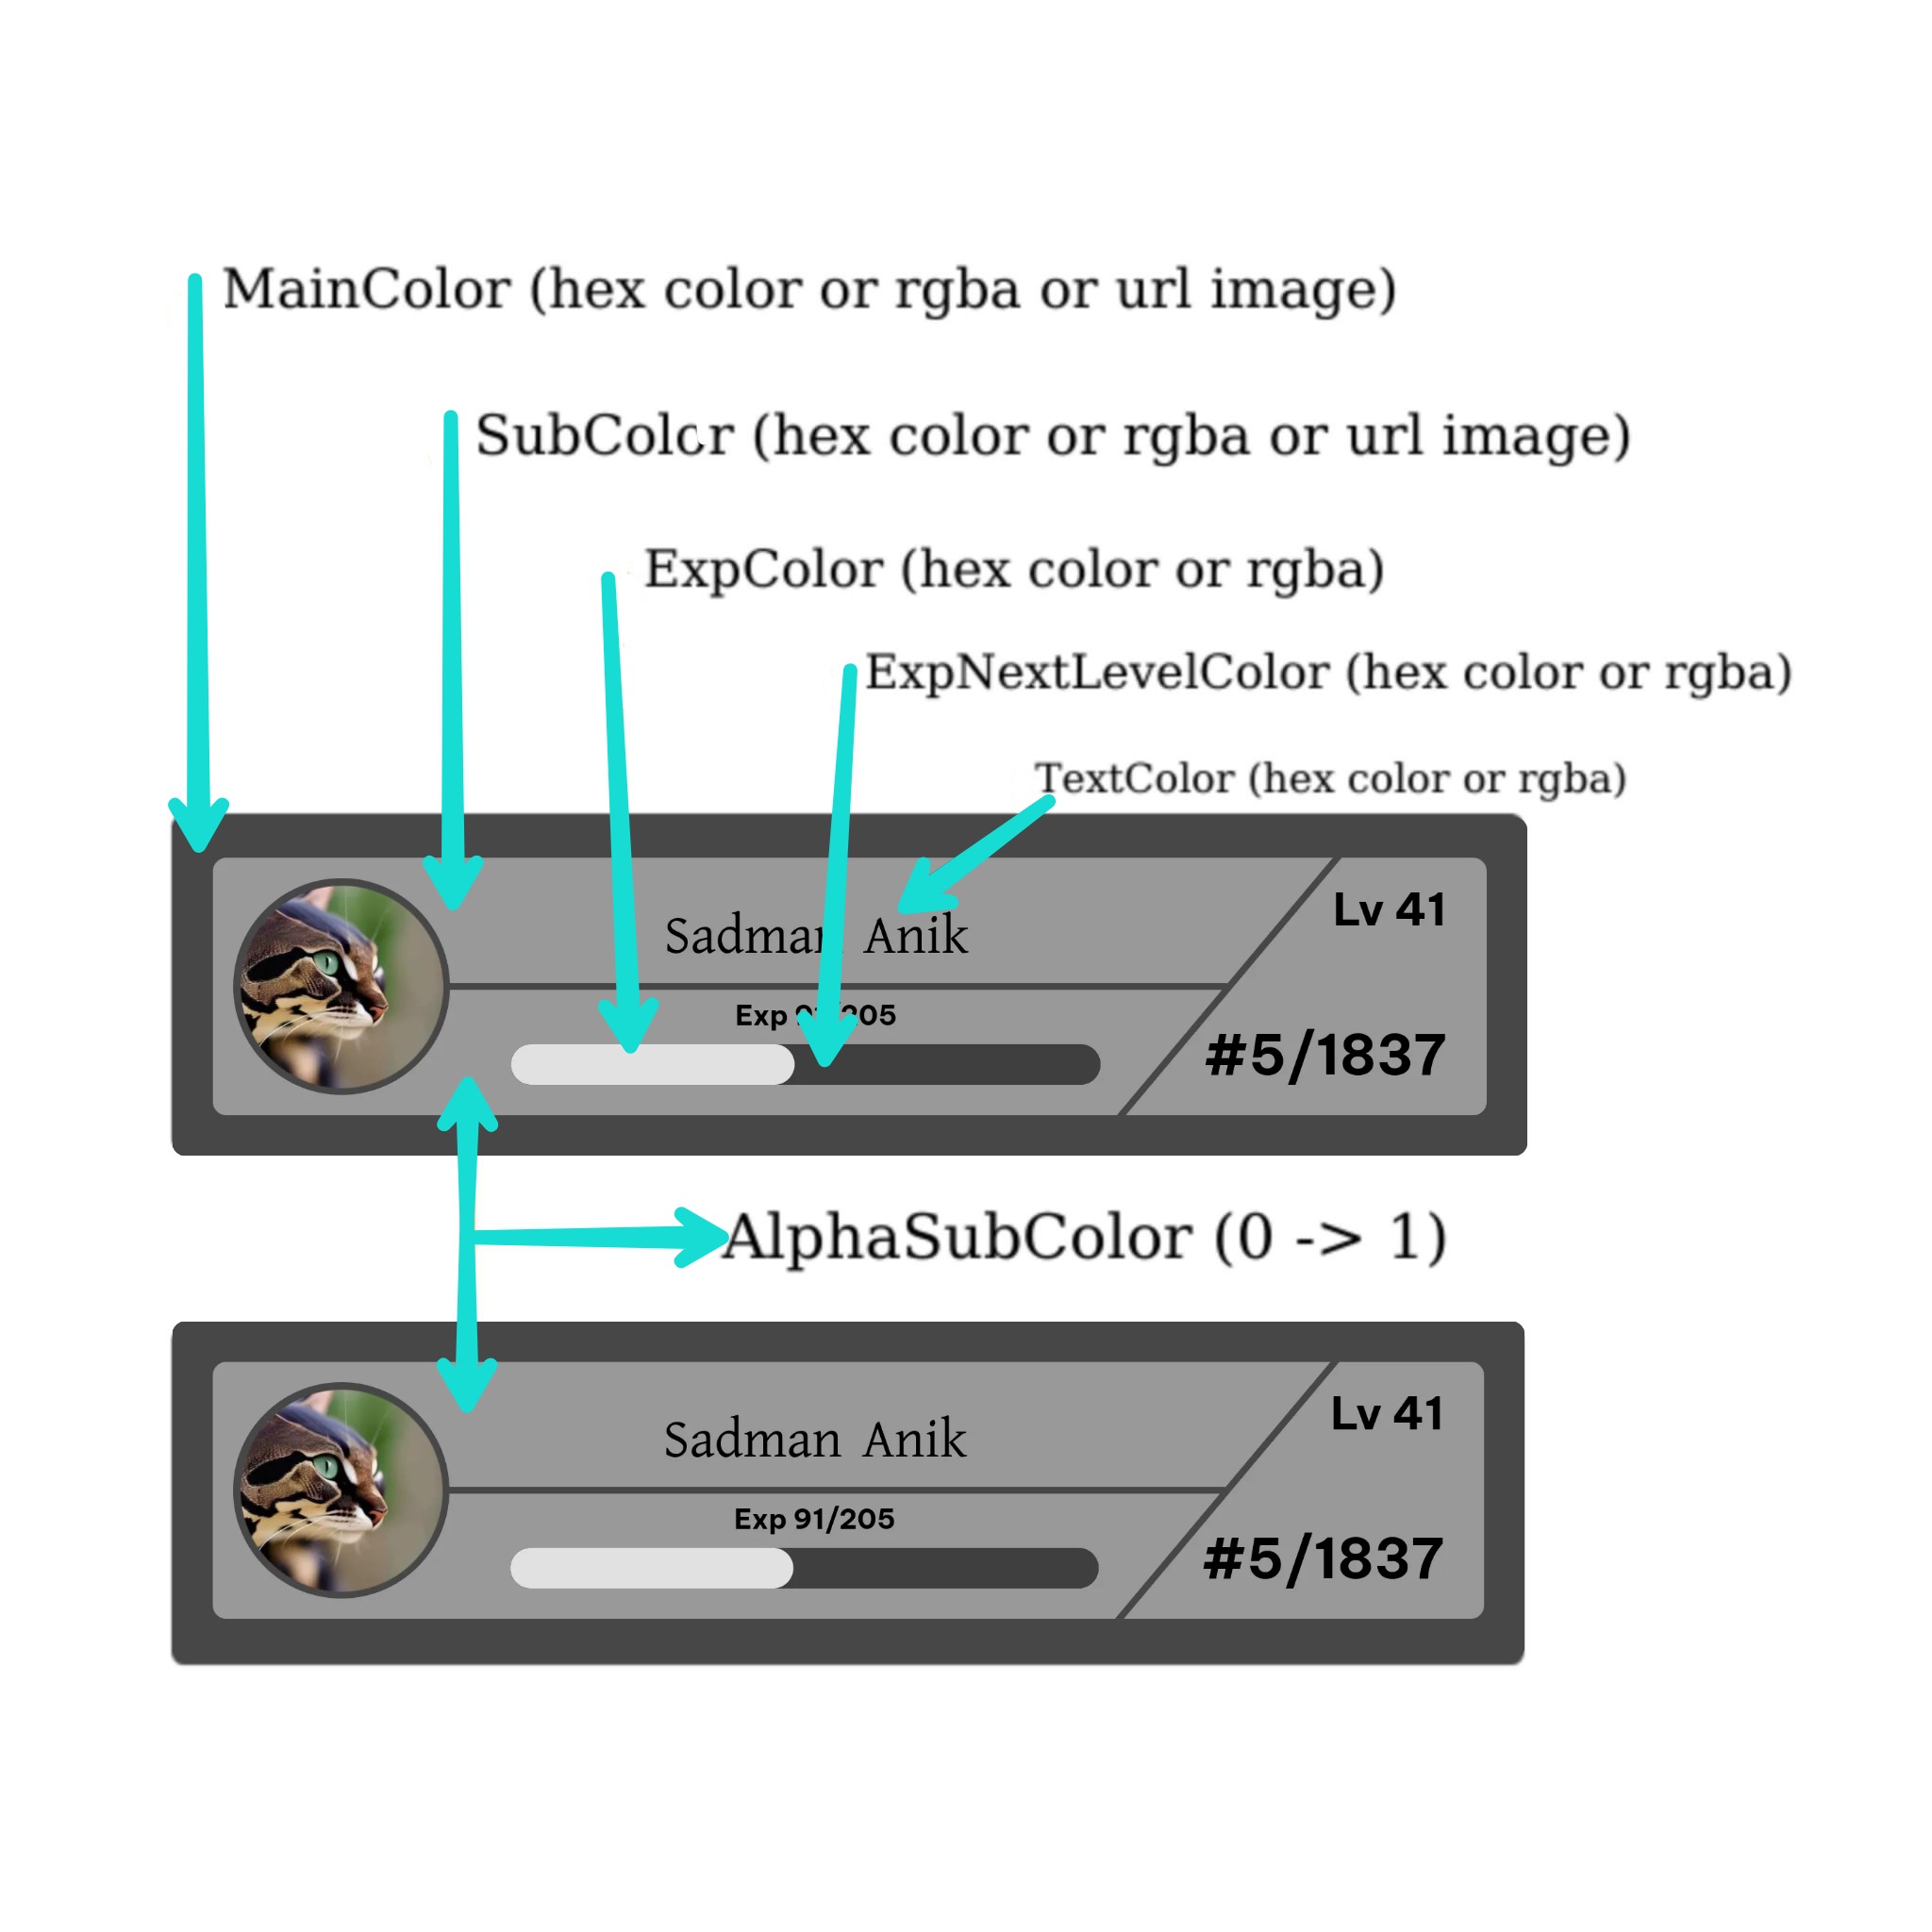 MainColor (hex color or rgba or url image)
SubColor (hex color or rgba or url image)
ExpColor (hex color or rgba)
ExpNextLevelColor (hex color or rgba)
TextColor (hex color or rgba)
Lv 41
Sadman Anik
Exp 91/205
#5/1837
AlphaSubColor (0 -> 1)
Lv 41
Sadman Anik
Exp 91/205
#5/1837